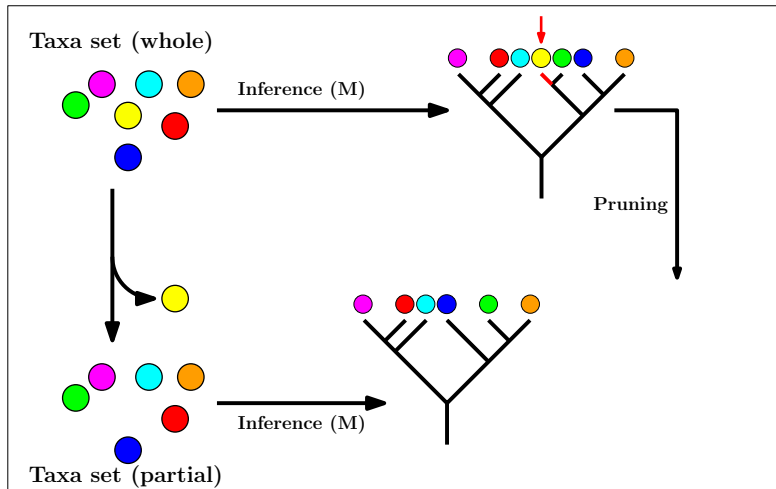 Taxa set (whole)
Inference (M)
Pruning
Inference (M)
Taxa set (partial)